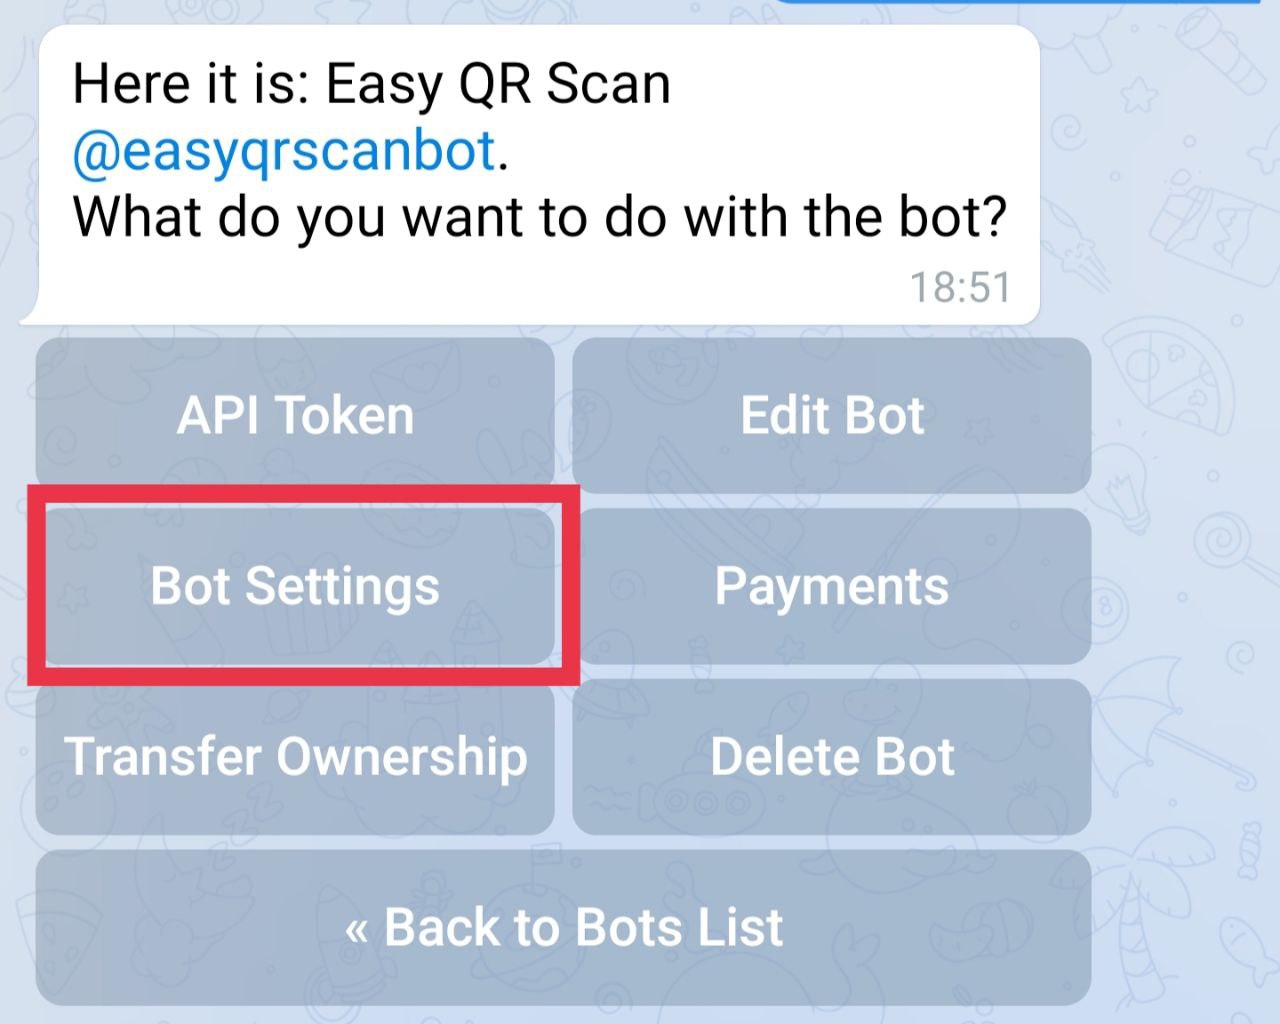 Here it is: Easy QR Scan
@easyqrscanbot.
What do you want to do with the bot?
18:51
API Token
Edit Bot
Bot Settings
Payments
Transfer Ownership
Delete Bot
« Back to Bots List